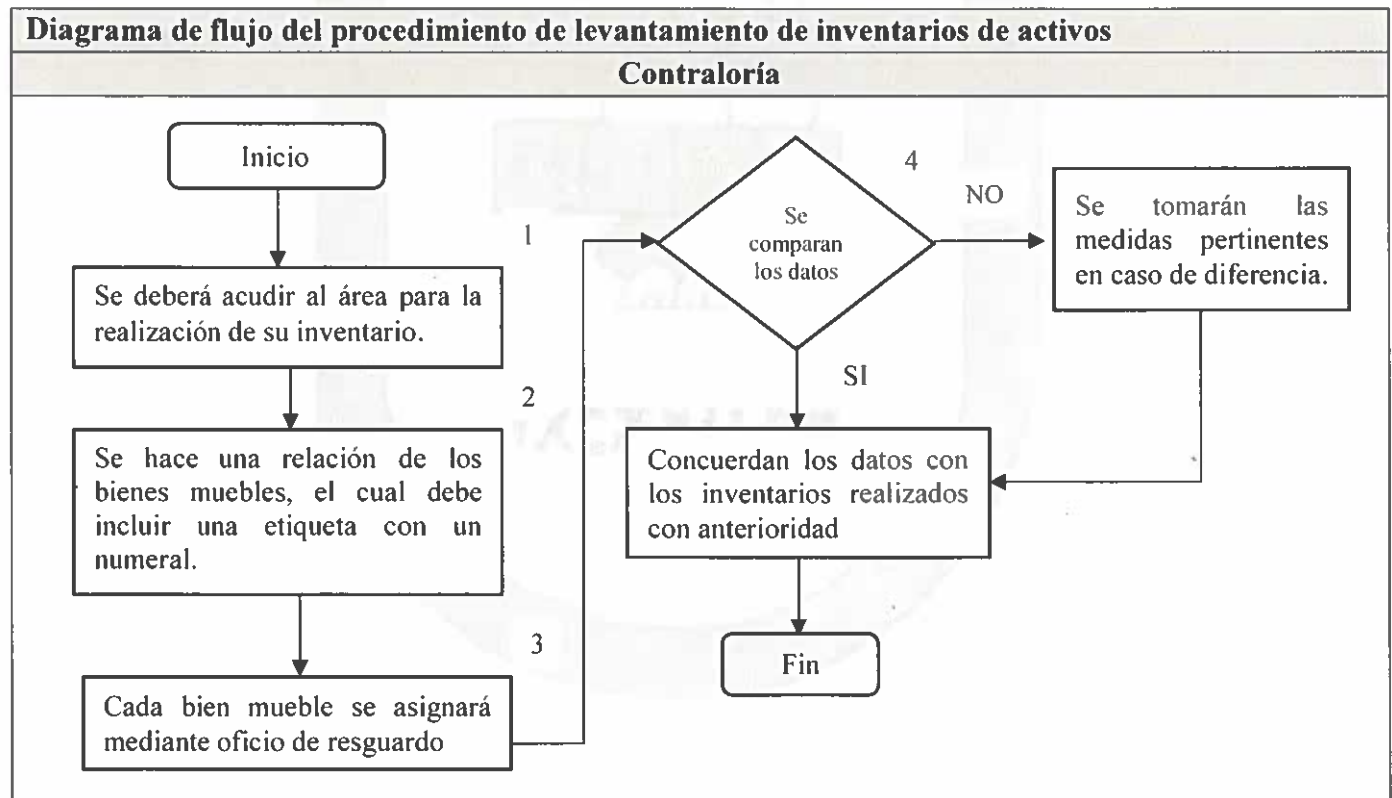 Diagrama de flujo del procedimiento de levantamiento de inventarios de activos
Contraloría
Inicio
1
Se deberá acudir al área para la
realización de su inventario.
2
Se hace una relación de los
bienes muebles, el cual debe
incluir una etiqueta con un
numeral.
3
Cada bien mueble se asignará
mediante oficio de resguardo
4
Se
comparan
los datos
NO
Se tomarán las
medidas pertinentes
en caso de diferencia.
SI
Concuerdan los datos con
los inventarios realizados
con anterioridad
Fin